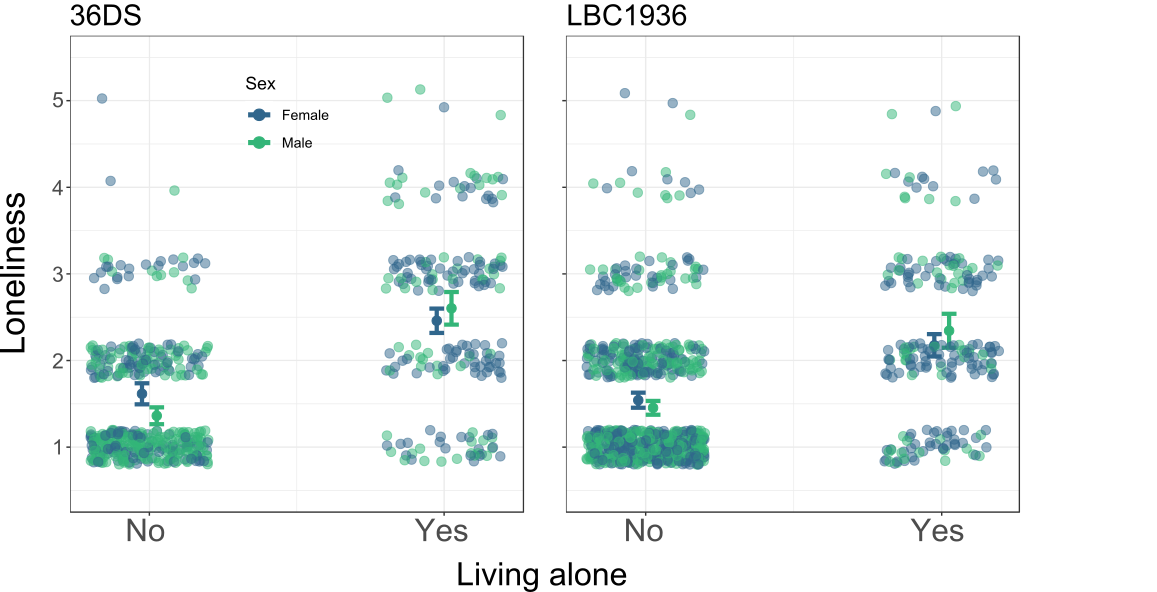 36DS
LBC1936
Sex
Female
Male
Loneliness
5
4
3
2
1
No
Yes
No
Yes
Living alone